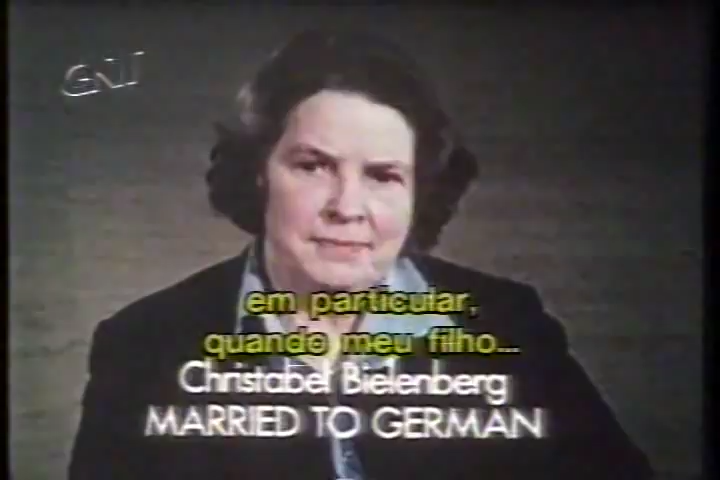 GNT
em particular,
quando meu filho...
Christabel Bielenberg
MARRIED TO GERMAN